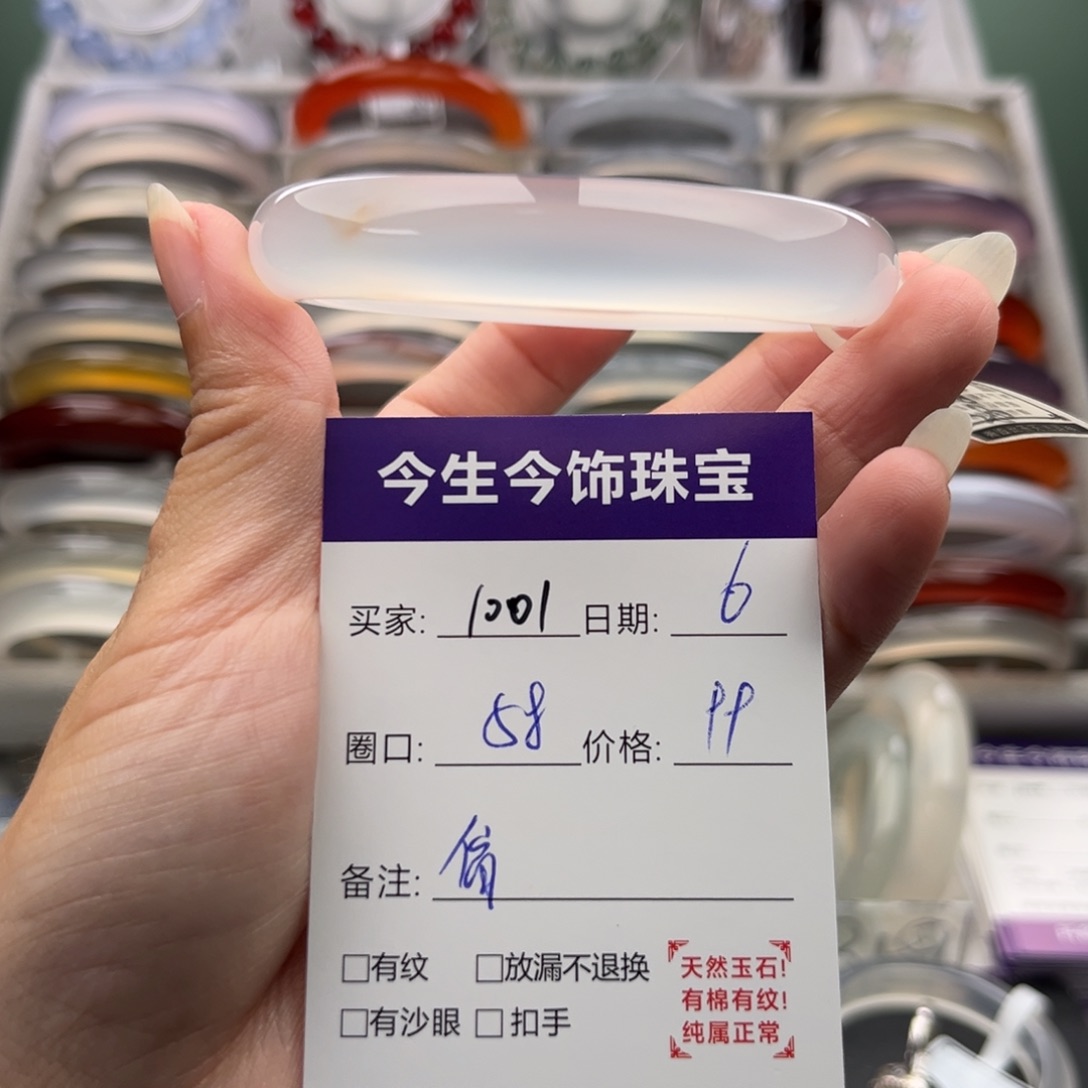 今生今饰珠宝
买家: 1001 日期: 6
圈口: 58 价格: 99
备注:
□有纹 □放漏不退换
□有沙眼 □扣手
天然玉石!
有棉有纹!
纯属正常